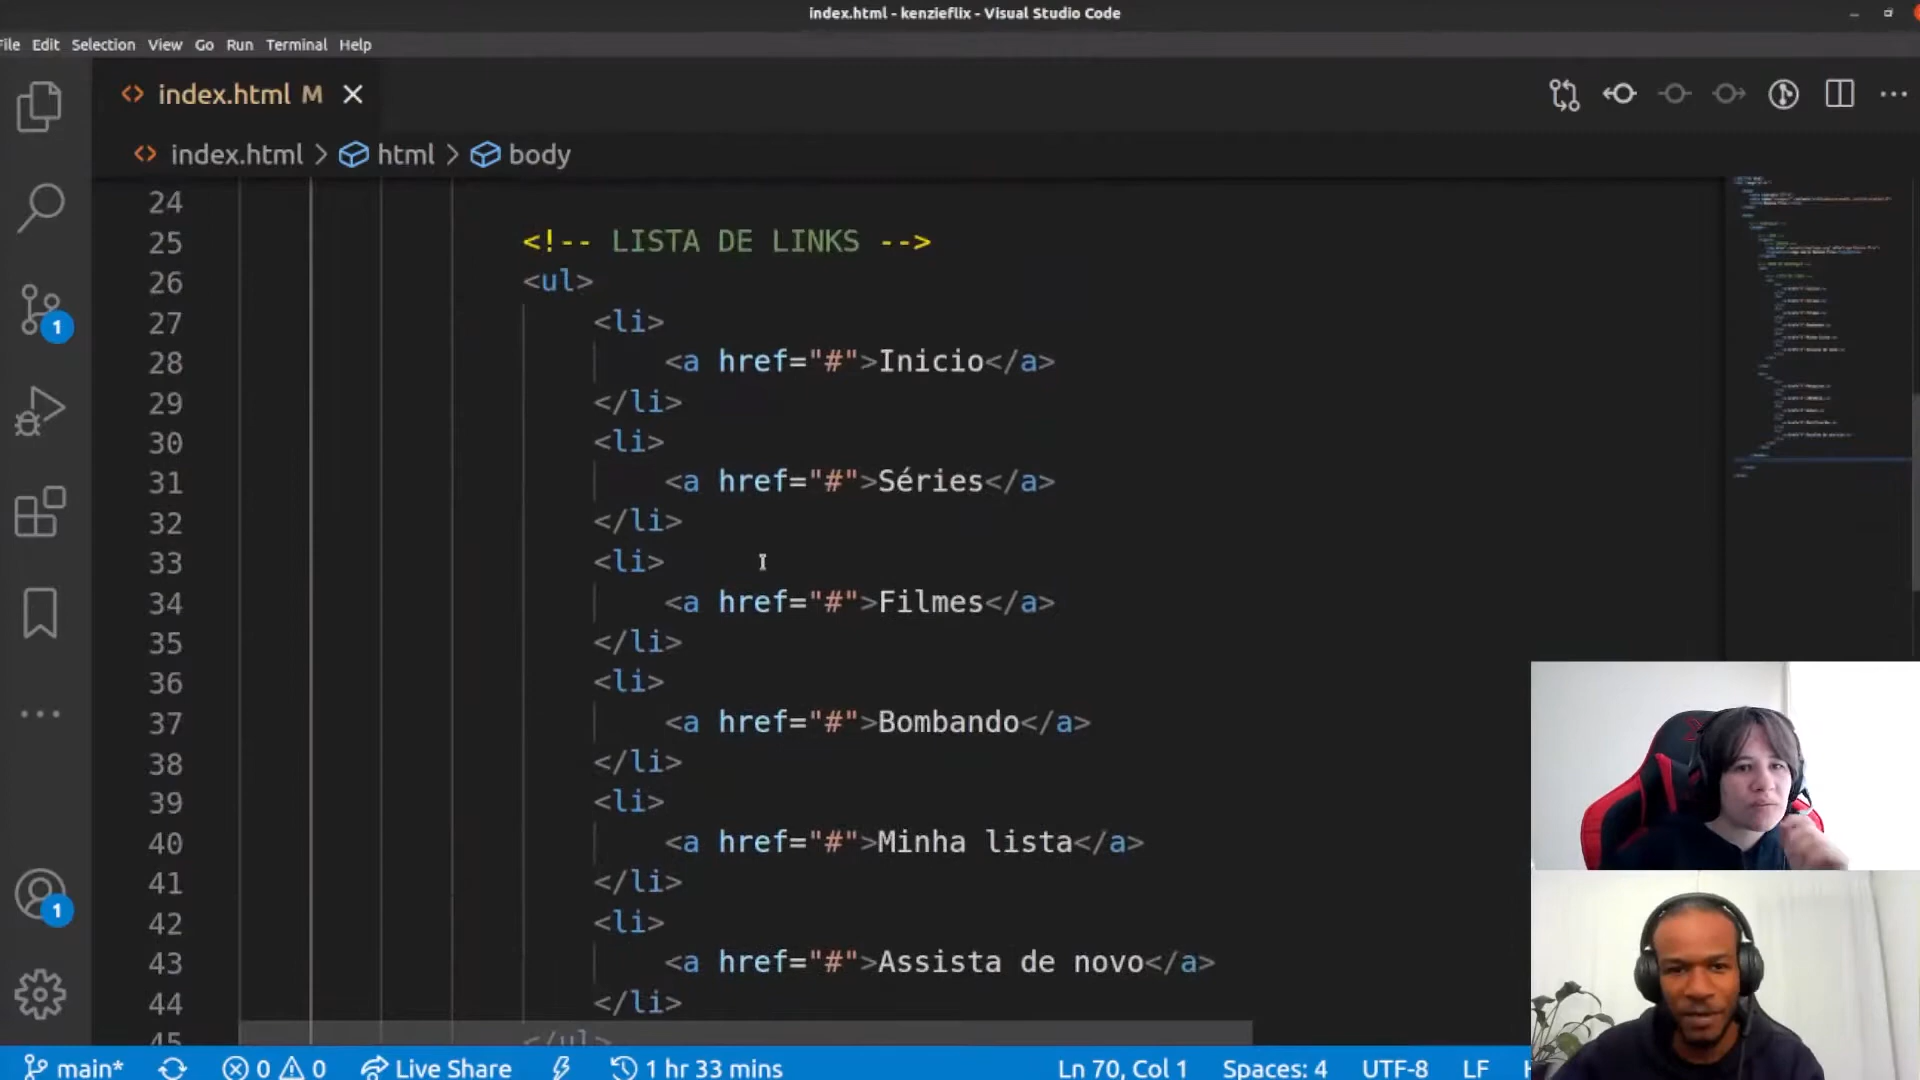 index.html - kenzieflix - Visual Studio Code
File Edit Selection View Go Run Terminal Help
index.html M
index.html > html > body
24
25 <!-- LISTA DE LINKS -->
26 <ul>
27 <li>
28 <a href="#">Inicio</a>
29 </li>
30 <li>
31 <a href="#">Séries</a>
32 </li>
33 <li>
34 <a href="#">Filmes</a>
35 </li>
36 <li>
37 <a href="#">Bombando</a>
38 </li>
39 <li>
40 <a href="#">Minha lista</a>
41 </li>
42 <li>
43 <a href="#">Assista de novo</a>
44 </li>
45 </ul>
1
1
main* 0 0 Live Share 1 hr 33 mins Ln 70, Col 1 Spaces: 4 UTF-8 LF